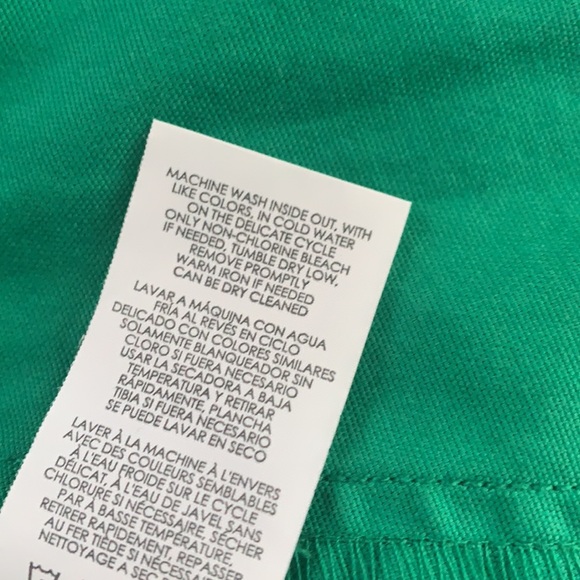 MACHINE WASH INSIDE OUT, WITH
LIKE COLORS, IN COLD WATER
ON THE DELICATE CYCLE
ONLY NON-CHLORINE BLEACH
IF NEEDED, TUMBLE DRY LOW,
REMOVE PROMPTLY
WARM IRON IF NEEDED
CAN BE DRY CLEANED
LAVAR A MÁQUINA CON AGUA
FRÍA AL REVÉS EN CICLO
DELICADO CON COLORES SIMILARES
SOLAMENTE BLANQUEADOR SIN
CLORO SI FUERA NECESARIO
USAR LA SECADORA A BAJA
TEMPERATURA Y RETIRAR
RÁPIDAMENTE, PLANCHA
TIBIA SI FUERA NECESARIO
SE PUEDE LAVAR EN SECO
LAVER À LA MACHINE À L'ENVERS
AVEC DES COULEURS SEMBLABLES
À L'EAU FROIDE SUR LE CYCLE
DÉLICAT, À L'EAU DE JAVEL SANS
CHLORURE SI NÉCESSAIRE, SÉCHER
PAR À BASSE TEMPÉRATURE,
RETIRER RAPIDEMENT, REPASSER
AU FER TIÈDE SI NÉCESSAIRE
NETTOYAGE A SEC